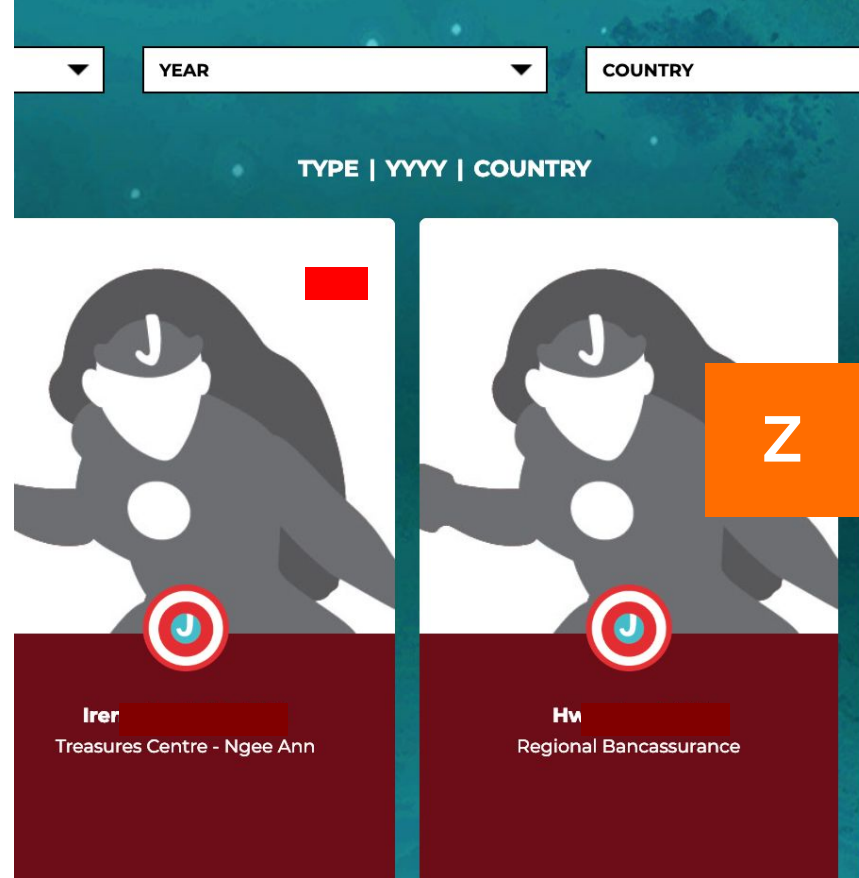 YEAR
COUNTRY
TYPE | YYYY | COUNTRY
J
J
Z
J
J
Irer
Treasures Centre - Ngee Ann
Hw
Regional Bancassurance